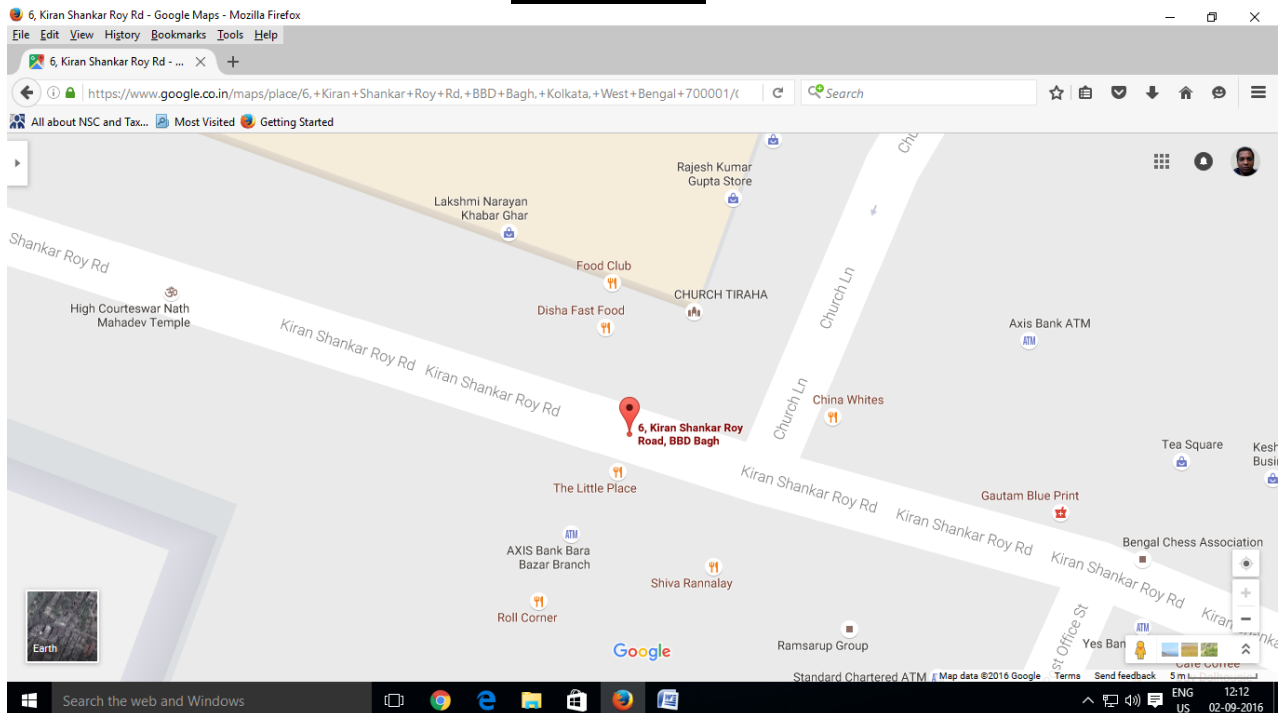 6, Kiran Shankar Roy Rd - Google Maps - Mozilla Firefox
File Edit View History Bookmarks Tools Help
6, Kiran Shankar Roy Rd - ...
https://www.google.co.in/maps/place/6,+Kiran+Shankar+Roy+Rd,+BBD+Bagh,+Kolkata,+West+Bengal+700001/
Search
All about NSC and Tax... Most Visited Getting Started
Rajesh Kumar
Gupta Store
Lakshmi Narayan
Khabar Ghar
Shankar Roy Rd
Food Club
High Courteswar Nath
Mahadev Temple
Disha Fast Food
CHURCH TIRAHA
Church Ln
Axis Bank ATM
ATM
Kiran Shankar Roy Rd
Kiran Shankar Roy Rd
Church Ln
China Whites
6, Kiran Shankar Roy
Road, BBD Bagh
Tea Square
The Little Place
Kiran Shankar Roy Rd
Gautam Blue Print
Kiran Shankar Roy Rd
ATM
AXIS Bank Bara
Bazar Branch
Bengal Chess Association
Kiran Shankar Roy Rd
Shiva Rannalay
Roll Corner
Ramsarup Group
ATM
Yes Ban
Earth
Google
Standard Chartered ATM
Map data ©2016 Google Terms Send feedback 5 m
Search the web and Windows
ENG
US
12:12
02-09-2016